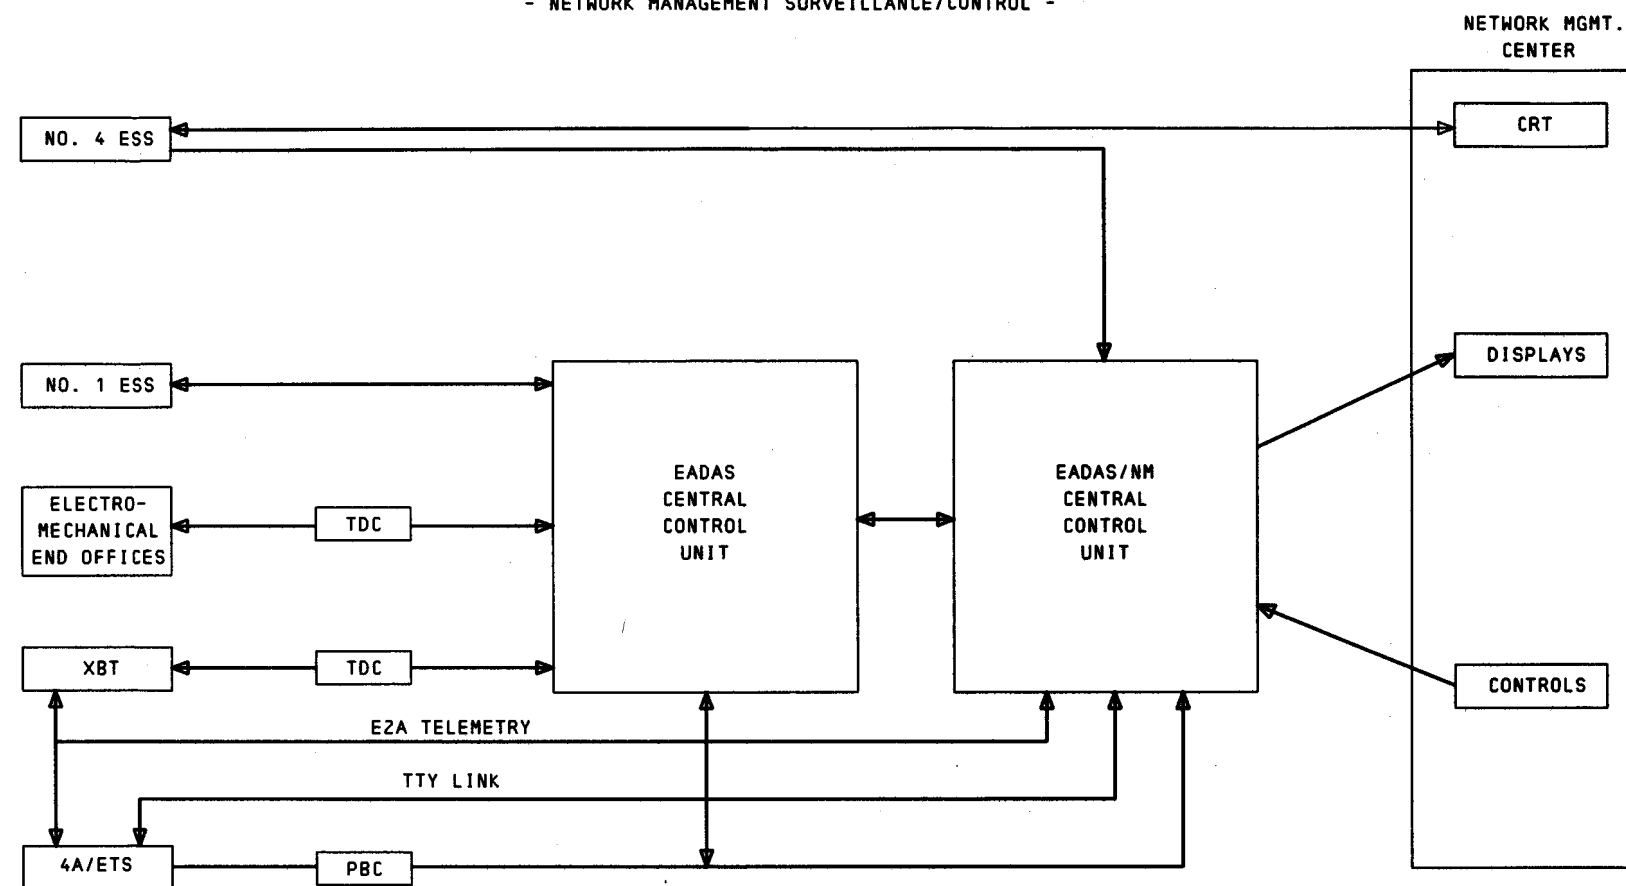 - NETWORK MANAGEMENT SURVEILLANCE/CONTROL -
NETWORK MGMT.
CENTER
NO. 4 ESS
CRT
DISPLAYS
NO. 1 ESS
EADAS
CENTRAL
CONTROL
UNIT
EADAS/NM
CENTRAL
CONTROL
UNIT
ELECTRO-
MECHANICAL
END OFFICES
TDC
XBT
TDC
CONTROLS
E2A TELEMETRY
TTY LINK
4A/ETS
PBC